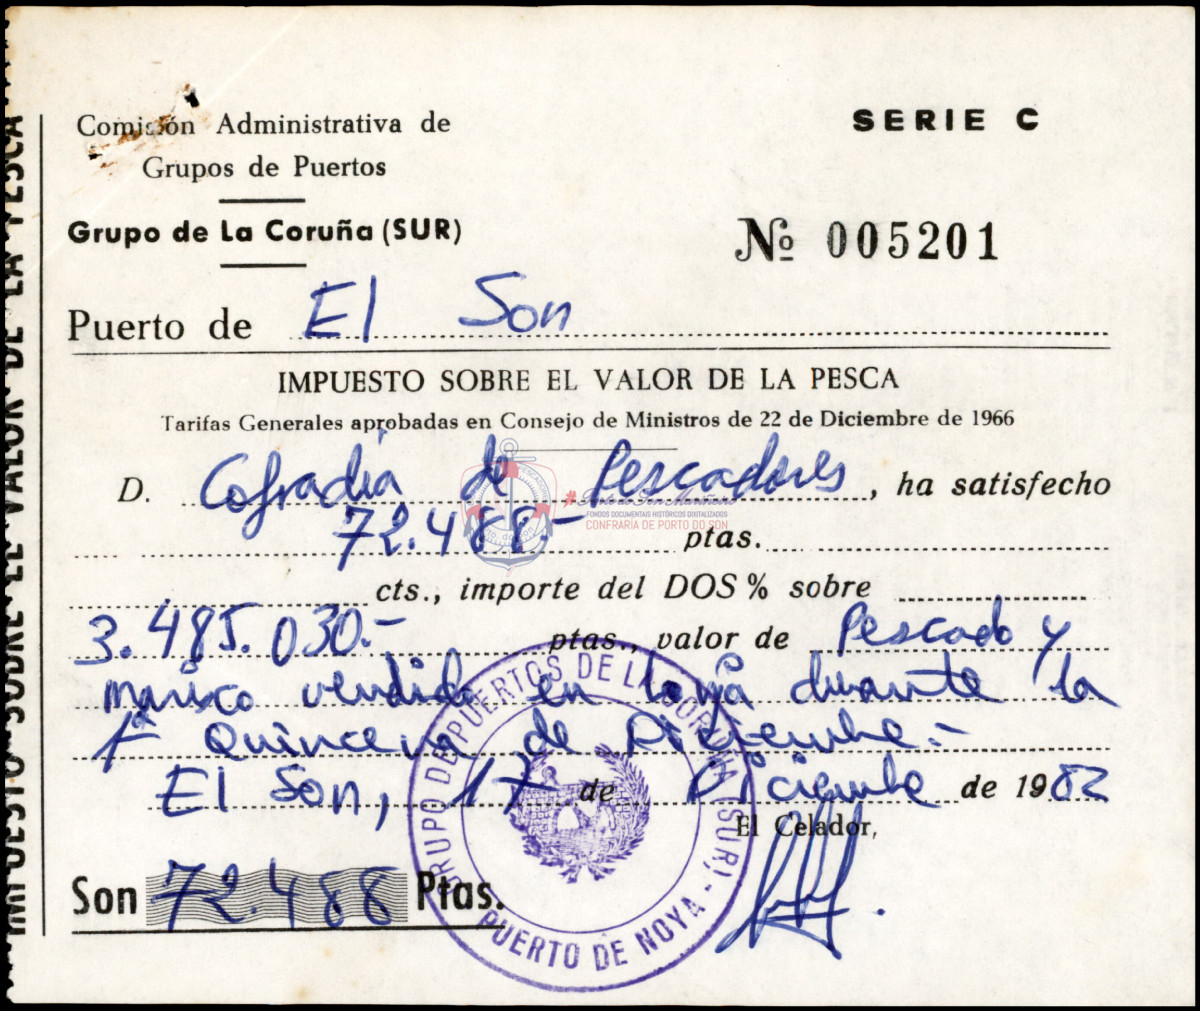 IMPUESTO SOBRE EL VALOR DE LA PESCA
Comisión Administrativa de
Grupos de Puertos
Grupo de La Coruña (SUR)
SERIE C
Nº 005201
Puerto de El Son
IMPUESTO SOBRE EL VALOR DE LA PESCA
Tarifas Generales aprobadas en Consejo de Ministros de 22 de Diciembre de 1966
D. Cofradía de Pescadores, ha satisfecho
72.488.- ptas.
cts., importe del DOS % sobre
3.485.030.- ptas., valor de Pescado y
marisco vendido en lonja durante la
1ª Quincena de Diciembre.-
El Son, 17 de Diciembre de 1982
El Celador,
Son 72.488 Ptas.
GRUPO DE PUERTOS DE LA CORUÑA (SUR)
PUERTO DE NOYA
FONDOS DOCUMENTAIS HISTÓRICOS DIXITALIZADOS
CONFRARÍA DE PORTO DO SON